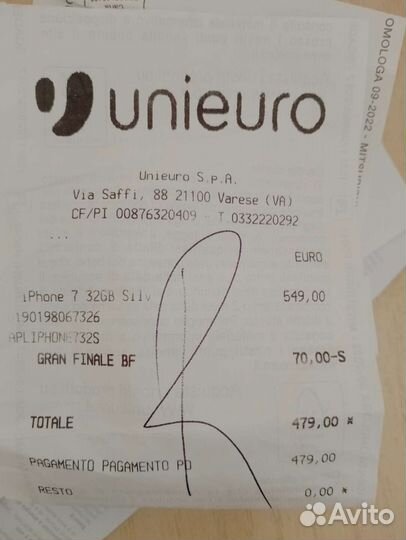 OMOLOGA 09-2022 -
unieuro
Unieuro S.p.A.
Via Saffi, 88 21100 Varese (VA)
CF/PI 00876320409 - T.0332220292
...
EURO
iPhone 7 32GB Silv 549,00
190198067326
APLIPHONE732S
GRAN FINALE BF 70,00-S
TOTALE 479,00 *
PAGAMENTO PAGAMENTO PO 479,00
RESTO 0,00 *
Avito